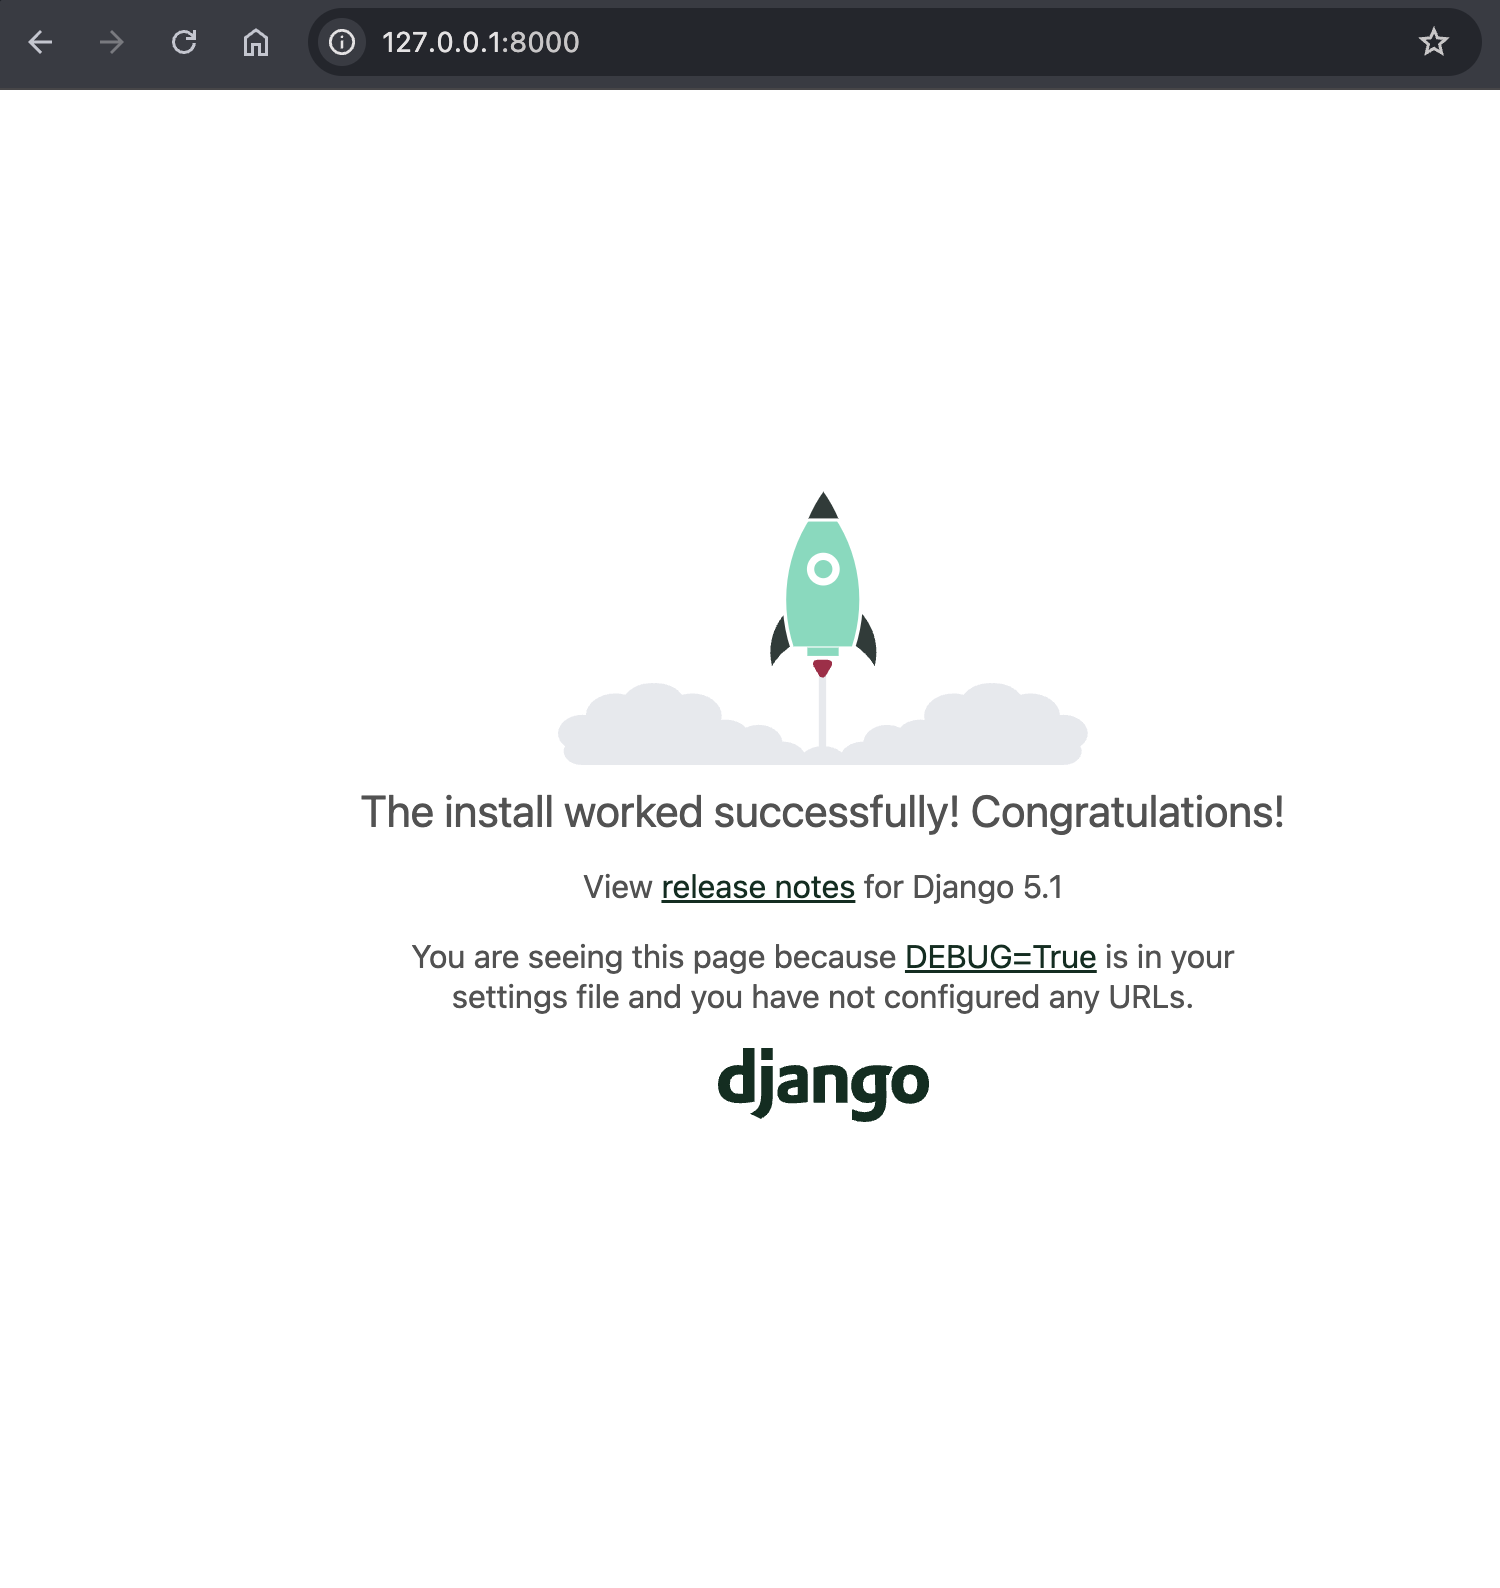 127.0.0.1:8000
The install worked successfully! Congratulations!
View release notes for Django 5.1
You are seeing this page because DEBUG=True is in your
settings file and you have not configured any URLs.
django